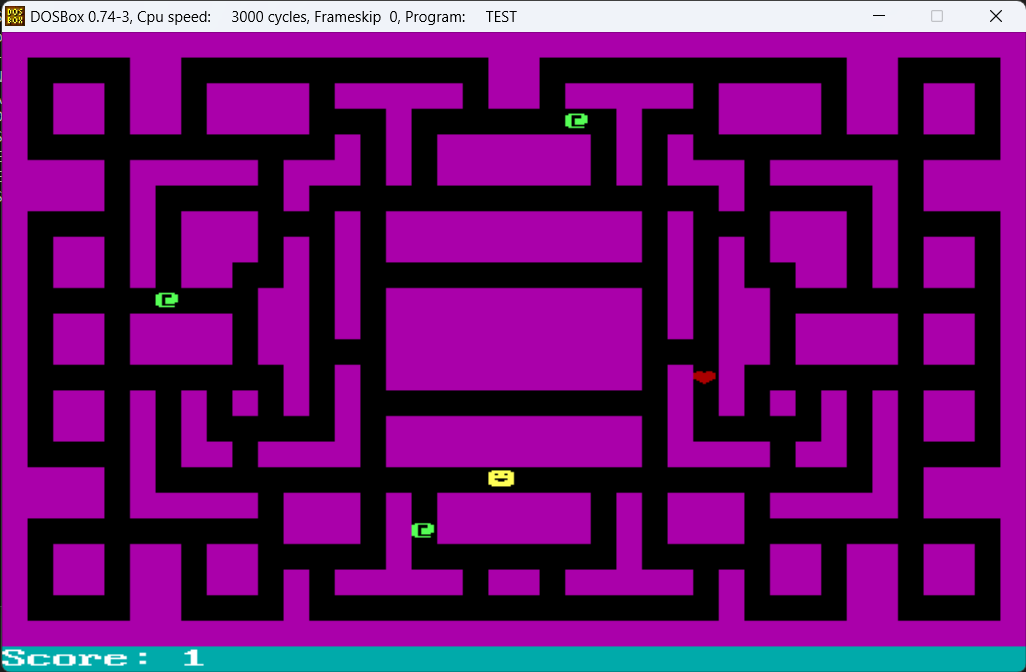 DOSBox 0.74-3, Cpu speed: 3000 cycles, Frameskip 0, Program: TEST
Score: 1